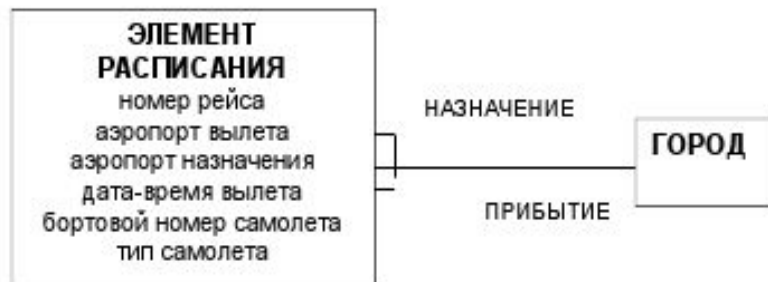 ЭЛЕМЕНТ
РАСПИСАНИЯ
номер рейса
аэропорт вылета
аэропорт назначения
дата-время вылета
бортовой номер самолета
тип самолета
НАЗНАЧЕНИЕ
ГОРОД
ПРИБЫТИЕ